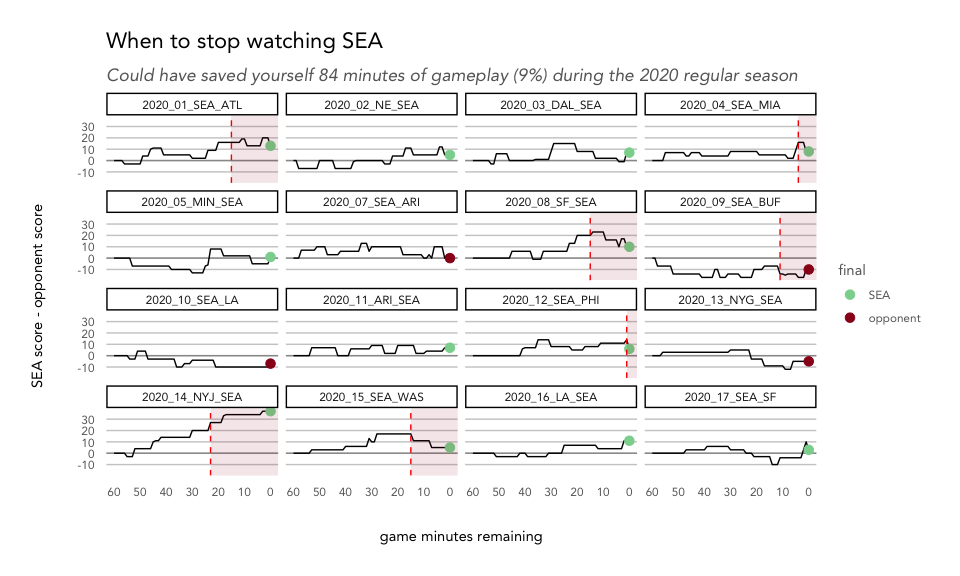 When to stop watching SEA
Could have saved yourself 84 minutes of gameplay (9%) during the 2020 regular season
2020_01_SEA_ATL 2020_02_NE_SEA 2020_03_DAL_SEA 2020_04_SEA_MIA
30
20
10
0
-10
2020_05_MIN_SEA 2020_07_SEA_ARI 2020_08_SF_SEA 2020_09_SEA_BUF
30
20
10
0
-10
2020_10_SEA_LA 2020_11_ARI_SEA 2020_12_SEA_PHI 2020_13_NYG_SEA
30
20
10
0
-10
2020_14_NYJ_SEA 2020_15_SEA_WAS 2020_16_LA_SEA 2020_17_SEA_SF
30
20
10
0
-10
60 50 40 30 20 10 0 60 50 40 30 20 10 0 60 50 40 30 20 10 0 60 50 40 30 20 10 0
game minutes remaining
SEA score - opponent score
final
SEA
opponent